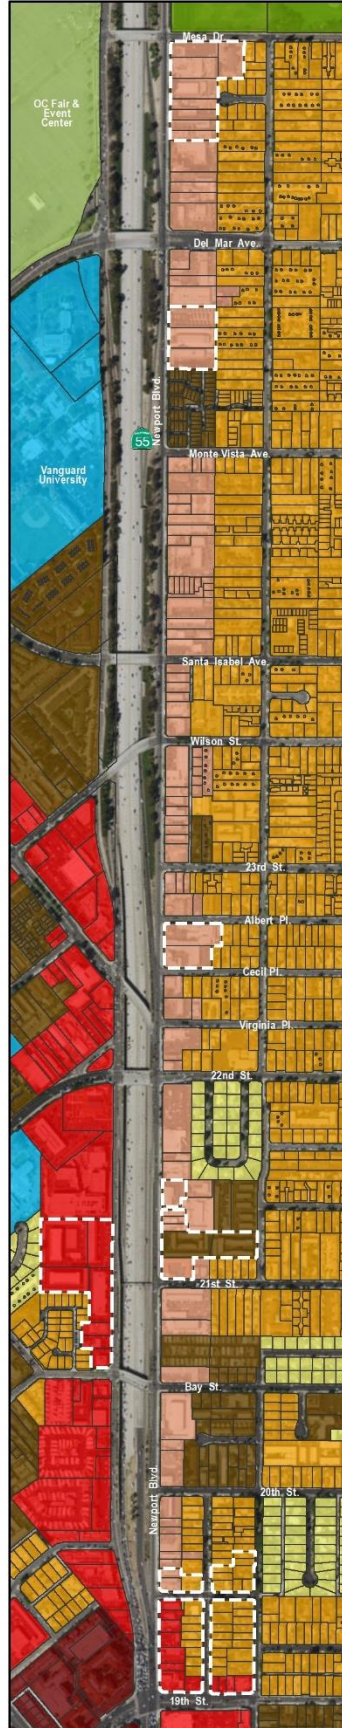 Mesa Dr.
OC Fair &
Event
Center
Del Mar Ave.
Newport Blvd.
55
Monte Vista Ave.
Vanguard
University
Santa Isabel Ave.
Wilson St.
23rd St.
Albert Pl.
Cecil Pl.
Virginia Pl.
22nd St.
21st St.
Bay St.
20th St.
Newport Blvd.
19th St.